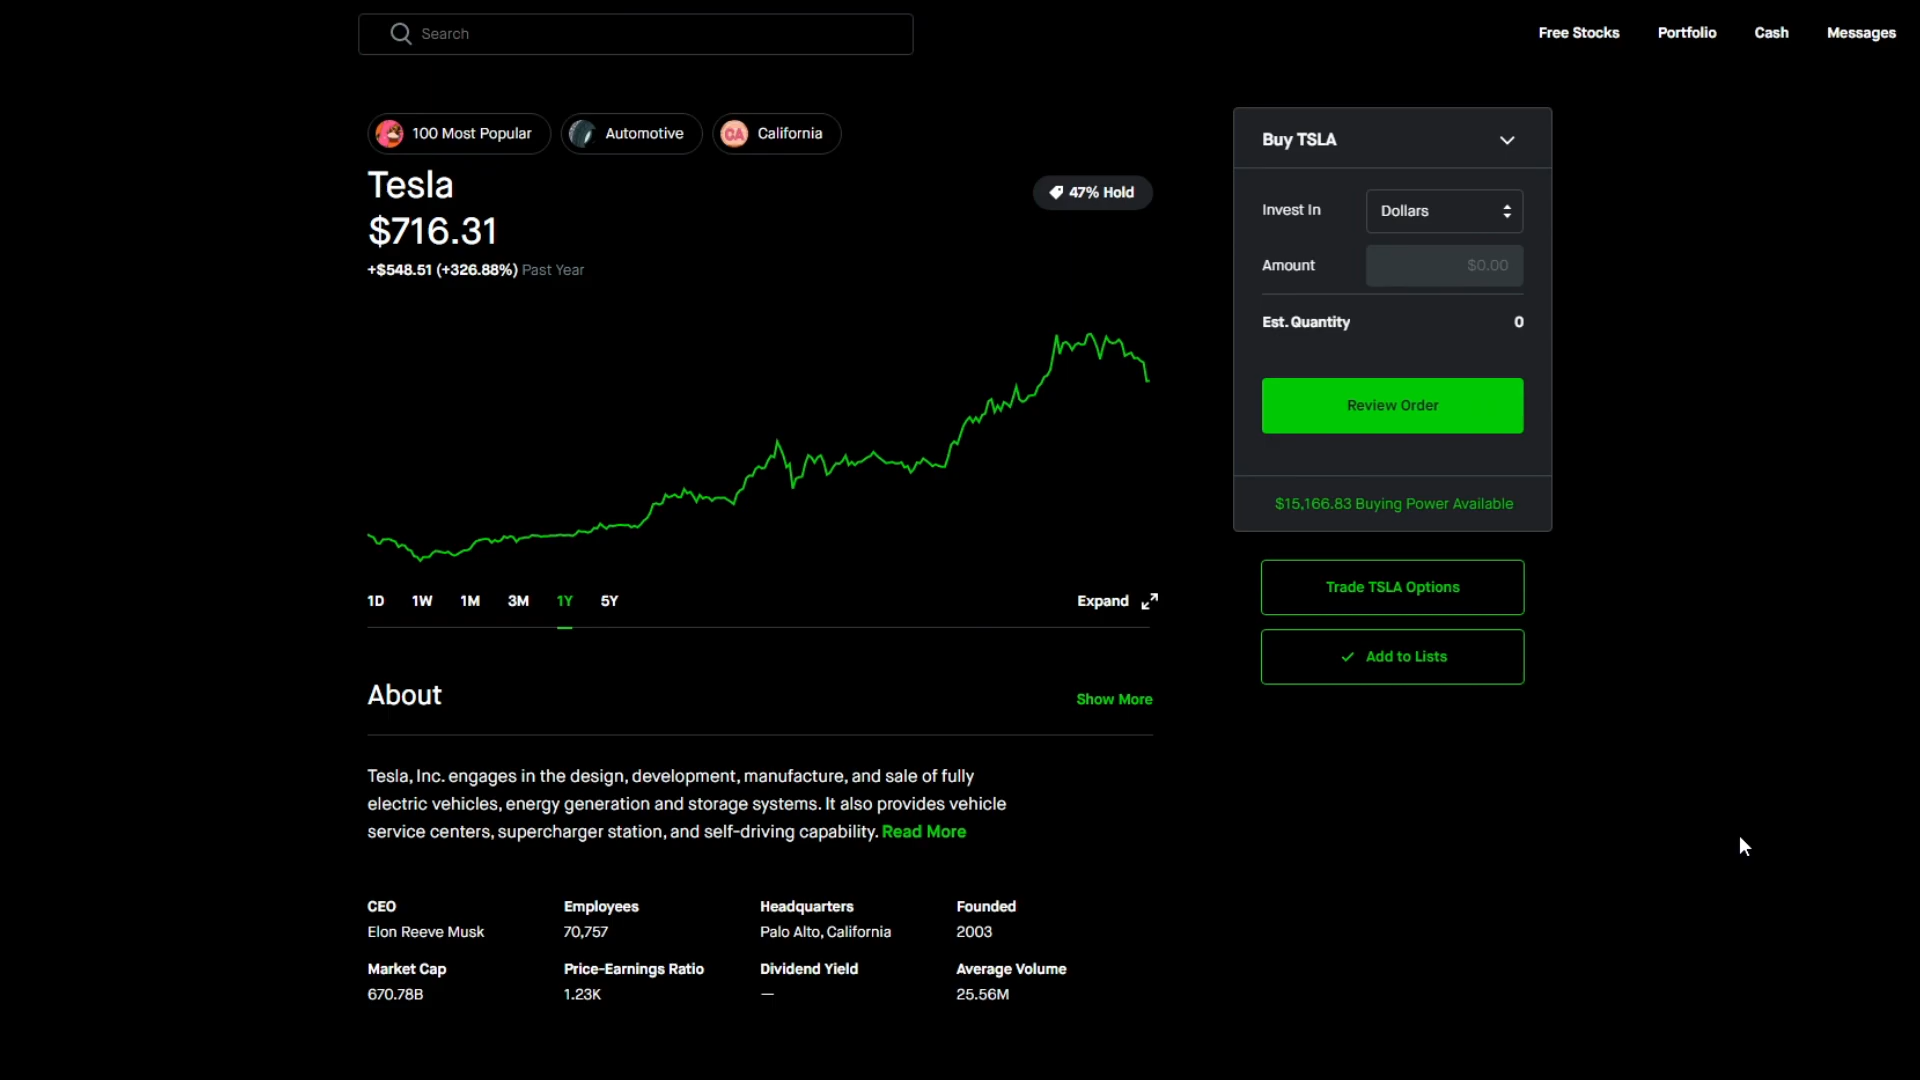 Search
Free Stocks
Portfolio
Cash
Messages
100 Most Popular
Automotive
CA
California
Tesla
47% Hold
$716.31
+$548.51 (+326.88%) Past Year
1D 1W 1M 3M 1Y 5Y
Expand
Buy TSLA
Invest In
Dollars
Amount
$0.00
Est. Quantity
0
Review Order
$15,166.83 Buying Power Available
Trade TSLA Options
Add to Lists
About
Show More
Tesla, Inc. engages in the design, development, manufacture, and sale of fully
electric vehicles, energy generation and storage systems. It also provides vehicle
service centers, supercharger station, and self-driving capability. Read More
CEO
Elon Reeve Musk
Employees
70,757
Headquarters
Palo Alto, California
Founded
2003
Market Cap
670.78B
Price-Earnings Ratio
1.23K
Dividend Yield
—
Average Volume
25.56M